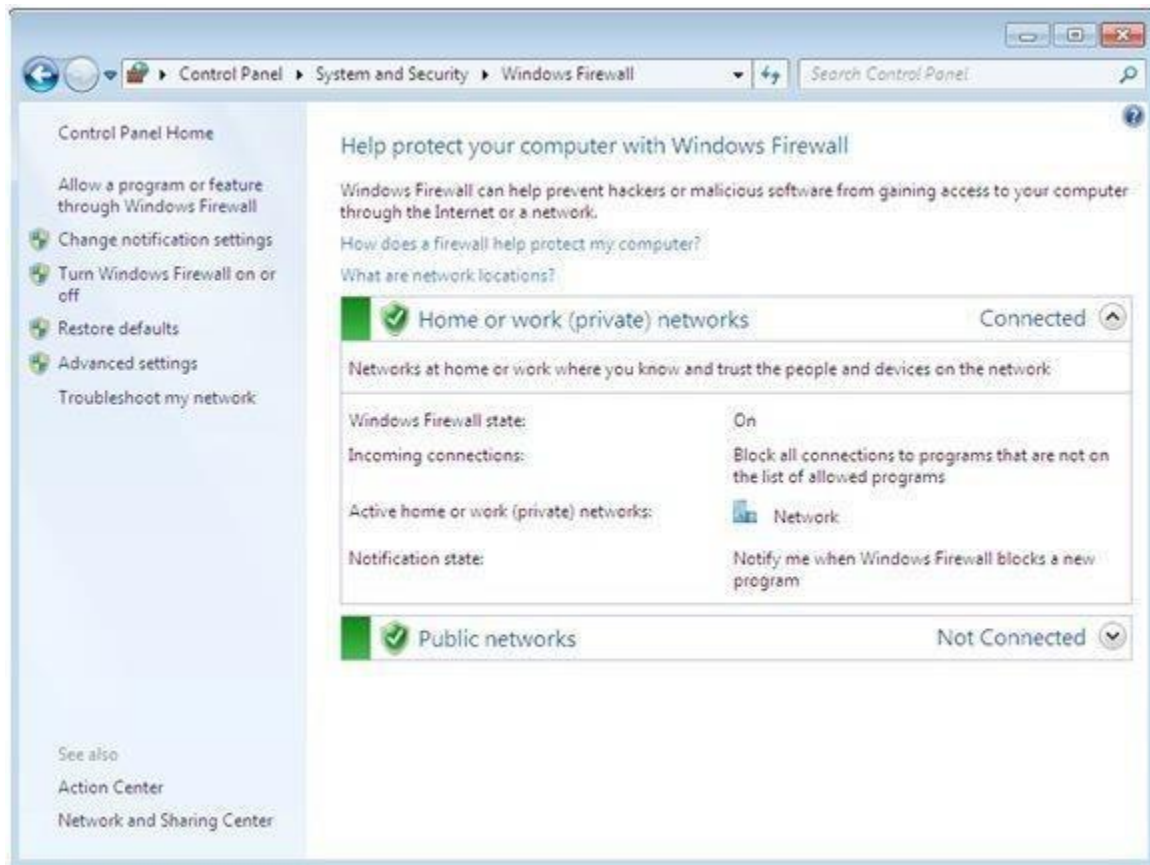 Control Panel ▸ System and Security ▸ Windows Firewall
Search Control Panel
Control Panel Home
Allow a program or feature
through Windows Firewall
Change notification settings
Turn Windows Firewall on or
off
Restore defaults
Advanced settings
Troubleshoot my network
See also
Action Center
Network and Sharing Center
Help protect your computer with Windows Firewall
Windows Firewall can help prevent hackers or malicious software from gaining access to your computer
through the Internet or a network.
How does a firewall help protect my computer?
What are network locations?
Home or work (private) networks Connected
Networks at home or work where you know and trust the people and devices on the network
Windows Firewall state: On
Incoming connections: Block all connections to programs that are not on
the list of allowed programs
Active home or work (private) networks: Network
Notification state: Notify me when Windows Firewall blocks a new
program
Public networks Not Connected